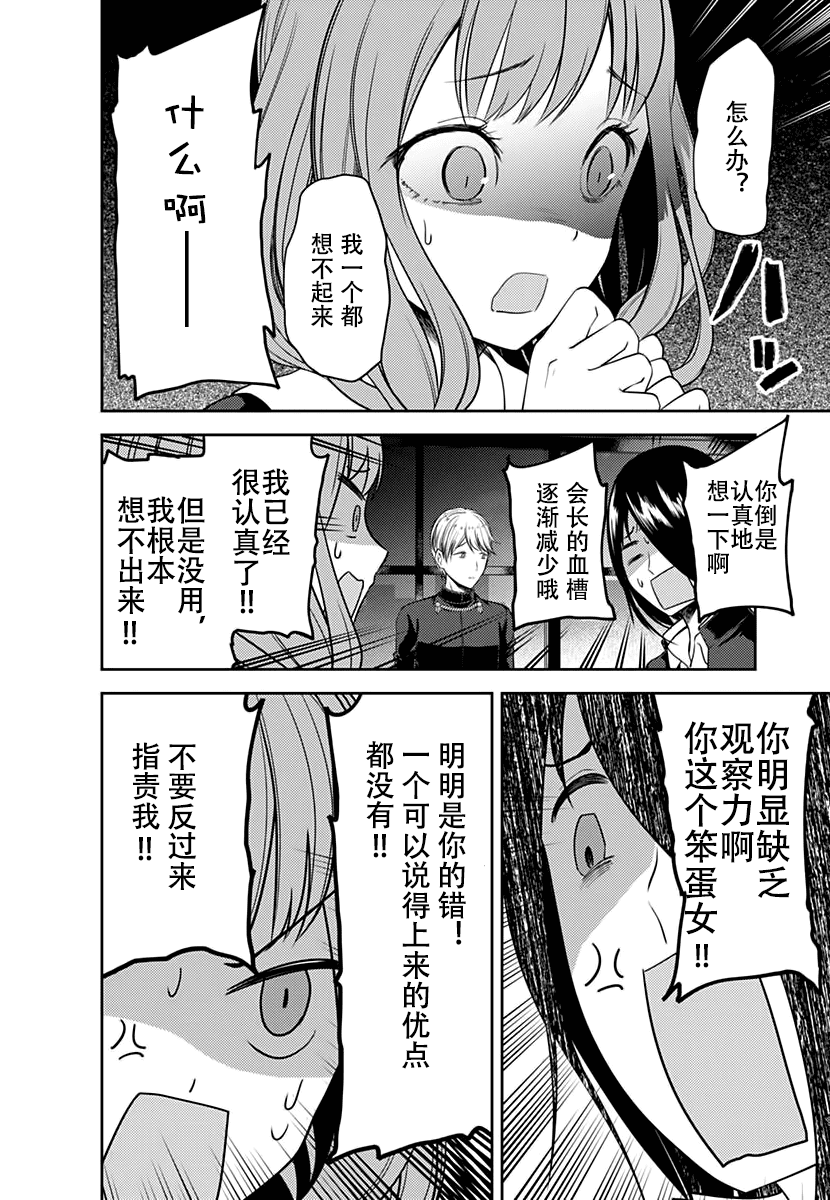 怎么办？
我一个都
想不起来
什么啊——
你倒是
认真地
想一下啊
会长的血槽
逐渐减少哦
我已经
很认真了!!
但是没用，
我根本
想不出来!!
你明显缺乏
观察力啊
你这个笨蛋女!!
明明是你的错！
一个可以说得上来的优点
都没有!!
不要反过来
指责我!!